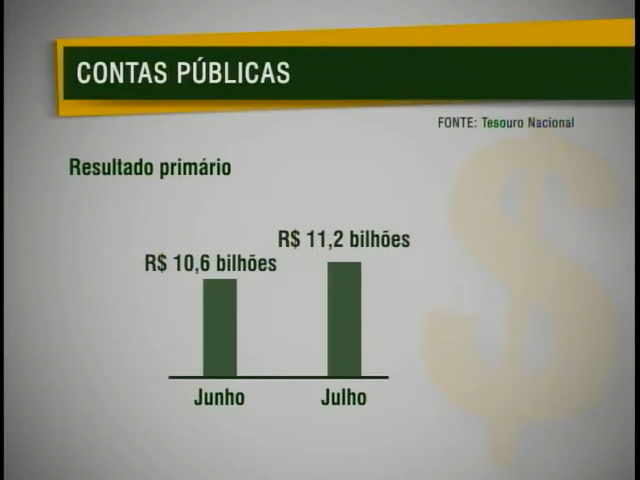 CONTAS PÚBLICAS
FONTE: Tesouro Nacional
Resultado primário
R$ 11,2 bilhões
R$ 10,6 bilhões
Junho Julho